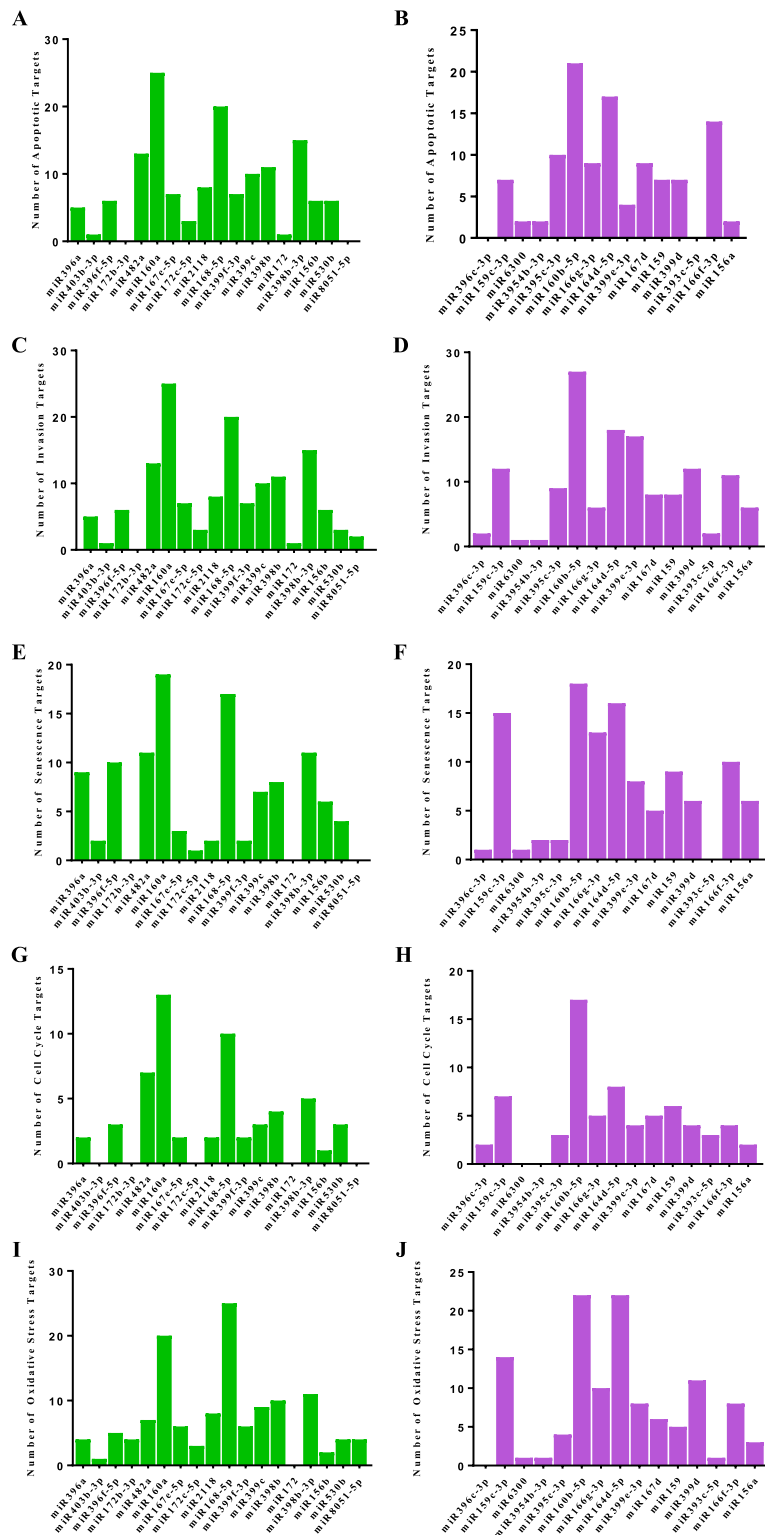 A
Number of Apoptotic Targets
30
20
10
0
miR396a
miR403b-3p
miR396f-5p
miR172b-3p
miR482a
miR160a
miR167c-5p
miR172c-5p
miR2118
miR168-5p
miR399f-3p
miR399c
miR398b
miR172
miR398b-3p
miR156b
miR530b
miR8051-5p
B
Number of Apoptotic Targets
25
20
15
10
5
0
miR396c-3p
miR159c-3p
miR6300
miR3954b-3p
miR395c-3p
miR160b-5p
miR166g-3p
miR164d-5p
miR399e-3p
miR167d
miR159
miR399d
miR393c-5p
miR166f-3p
miR156a
C
Number of Invasion Targets
30
20
10
0
miR396a
miR403b-3p
miR396f-5p
miR172b-3p
miR482a
miR160a
miR167c-5p
miR172c-5p
miR2118
miR168-5p
miR399f-3p
miR399c
miR398b
miR172
miR398b-3p
miR156b
miR530b
miR8051-5p
D
Number of Invasion Targets
30
20
10
0
miR396c-3p
miR159c-3p
miR6300
miR3954b-3p
miR395c-3p
miR160b-5p
miR166g-3p
miR164d-5p
miR399e-3p
miR167d
miR159
miR399d
miR393c-5p
miR166f-3p
miR156a
E
Number of Senescence Targets
20
15
10
5
0
miR396a
miR403b-3p
miR396f-5p
miR172b-3p
miR482a
miR160a
miR167c-5p
miR172c-5p
miR2118
miR168-5p
miR399f-3p
miR399c
miR398b
miR172
miR398b-3p
miR156b
miR530b
miR8051-5p
F
Number of Senescence Targets
20
15
10
5
0
miR396c-3p
miR159c-3p
miR6300
miR3954b-3p
miR395c-3p
miR160b-5p
miR166g-3p
miR164d-5p
miR399e-3p
miR167d
miR159
miR399d
miR393c-5p
miR166f-3p
miR156a
G
Number of Cell Cycle Targets
15
10
5
0
miR396a
miR403b-3p
miR396f-5p
miR172b-3p
miR482a
miR160a
miR167c-5p
miR172c-5p
miR2118
miR168-5p
miR399f-3p
miR399c
miR398b
miR172
miR398b-3p
miR156b
miR530b
miR8051-5p
H
Number of Cell Cycle Targets
20
15
10
5
0
miR396c-3p
miR159c-3p
miR6300
miR3954b-3p
miR395c-3p
miR160b-5p
miR166g-3p
miR164d-5p
miR399e-3p
miR167d
miR159
miR399d
miR393c-5p
miR166f-3p
miR156a
I
Number of Oxidative Stress Targets
30
20
10
0
miR396a
miR403b-3p
miR396f-5p
miR172b-3p
miR482a
miR160a
miR167c-5p
miR172c-5p
miR2118
miR168-5p
miR399f-3p
miR399c
miR398b
miR172
miR398b-3p
miR156b
miR530b
miR8051-5p
J
Number of Oxidative Stress Targets
25
20
15
10
5
0
miR396c-3p
miR159c-3p
miR6300
miR3954b-3p
miR395c-3p
miR160b-5p
miR166g-3p
miR164d-5p
miR399e-3p
miR167d
miR159
miR399d
miR393c-5p
miR166f-3p
miR156a